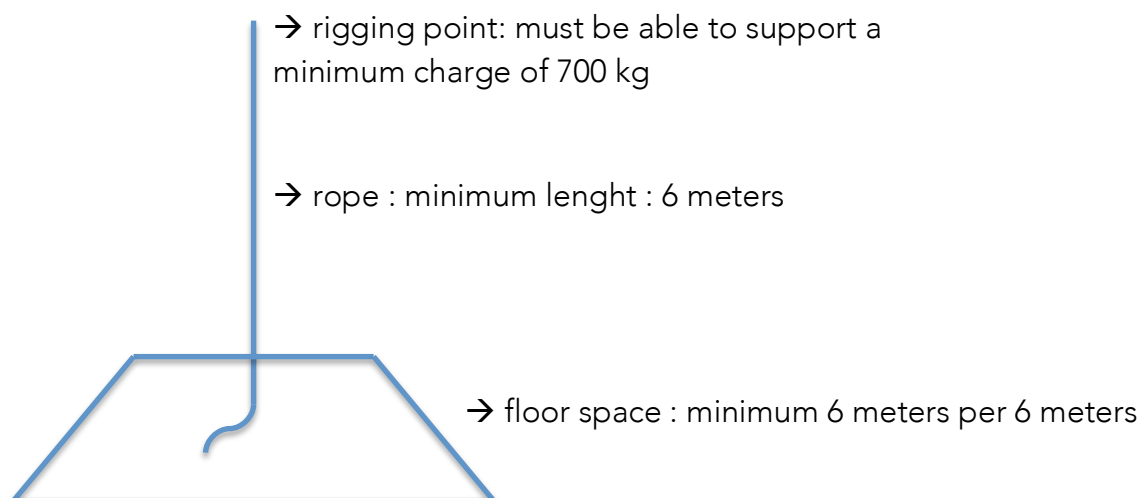 → rigging point: must be able to support a
minimum charge of 700 kg
→ rope : minimum lenght : 6 meters
→ floor space : minimum 6 meters per 6 meters